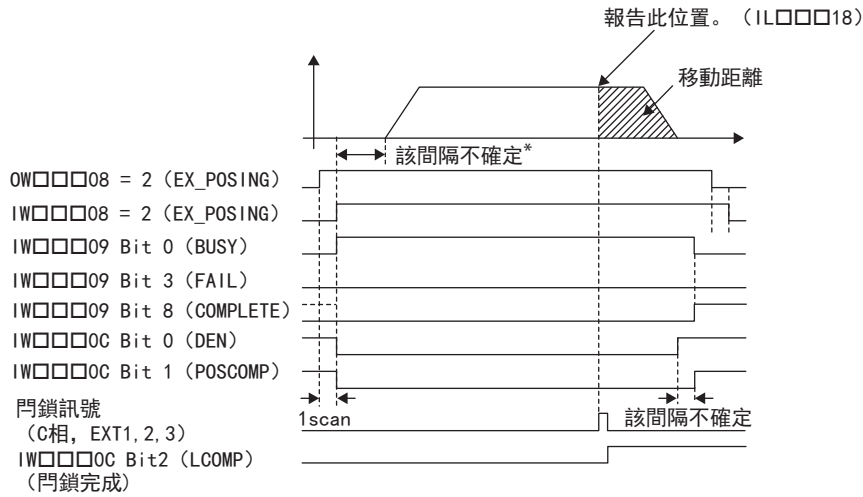 報告此位置。（IL□□□18）
移動距離
該間隔不確定*
OW□□□08 = 2（EX_POSING）
IW□□□08 = 2（EX_POSING）
IW□□□09 Bit 0（BUSY）
IW□□□09 Bit 3（FAIL）
IW□□□09 Bit 8（COMPLETE）
IW□□□0C Bit 0（DEN）
IW□□□0C Bit 1（POSCOMP）
1scan
該間隔不確定
閂鎖訊號
（C相，EXT1,2,3）
IW□□□0C Bit2（LCOMP）
（閂鎖完成）